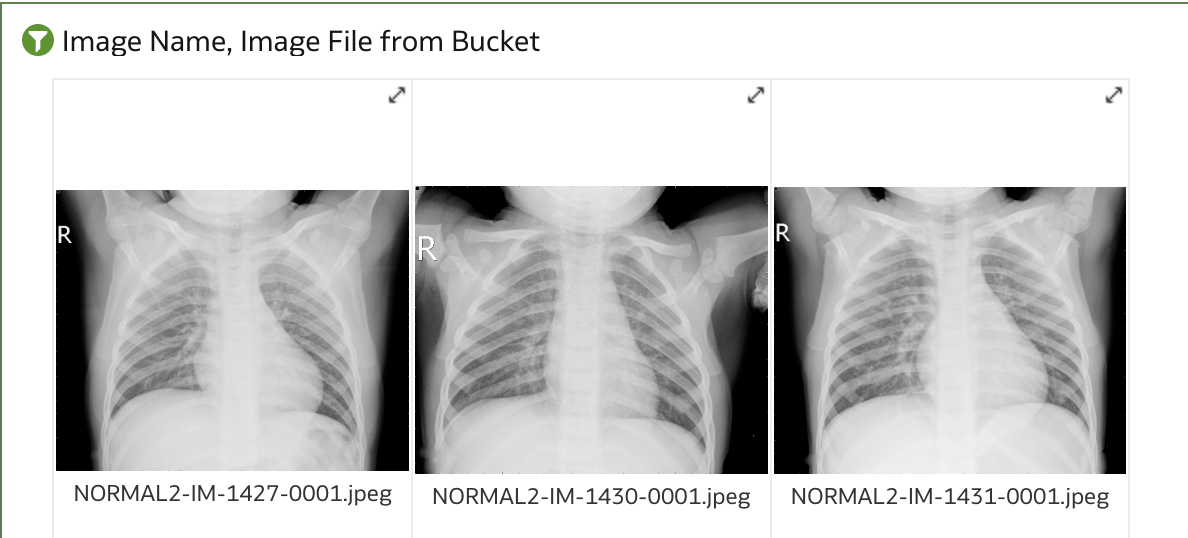 Image Name, Image File from Bucket
R
R
R
NORMAL2-IM-1427-0001.jpeg
NORMAL2-IM-1430-0001.jpeg
NORMAL2-IM-1431-0001.jpeg